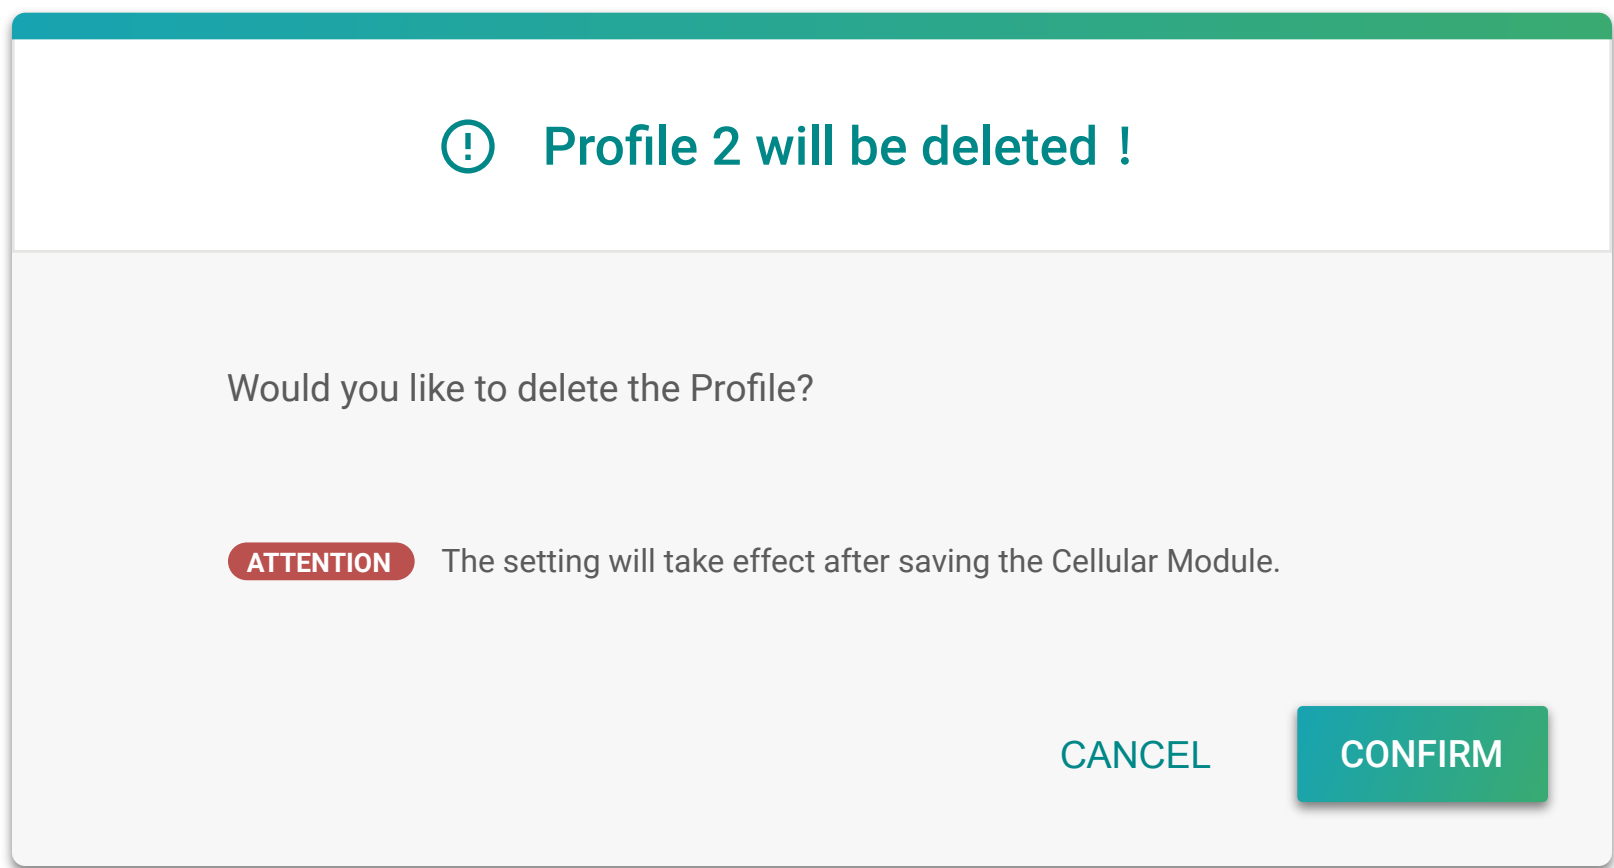 Profile 2 will be deleted !
Would you like to delete the Profile?
ATTENTION The setting will take effect after saving the Cellular Module.
CANCEL CONFIRM